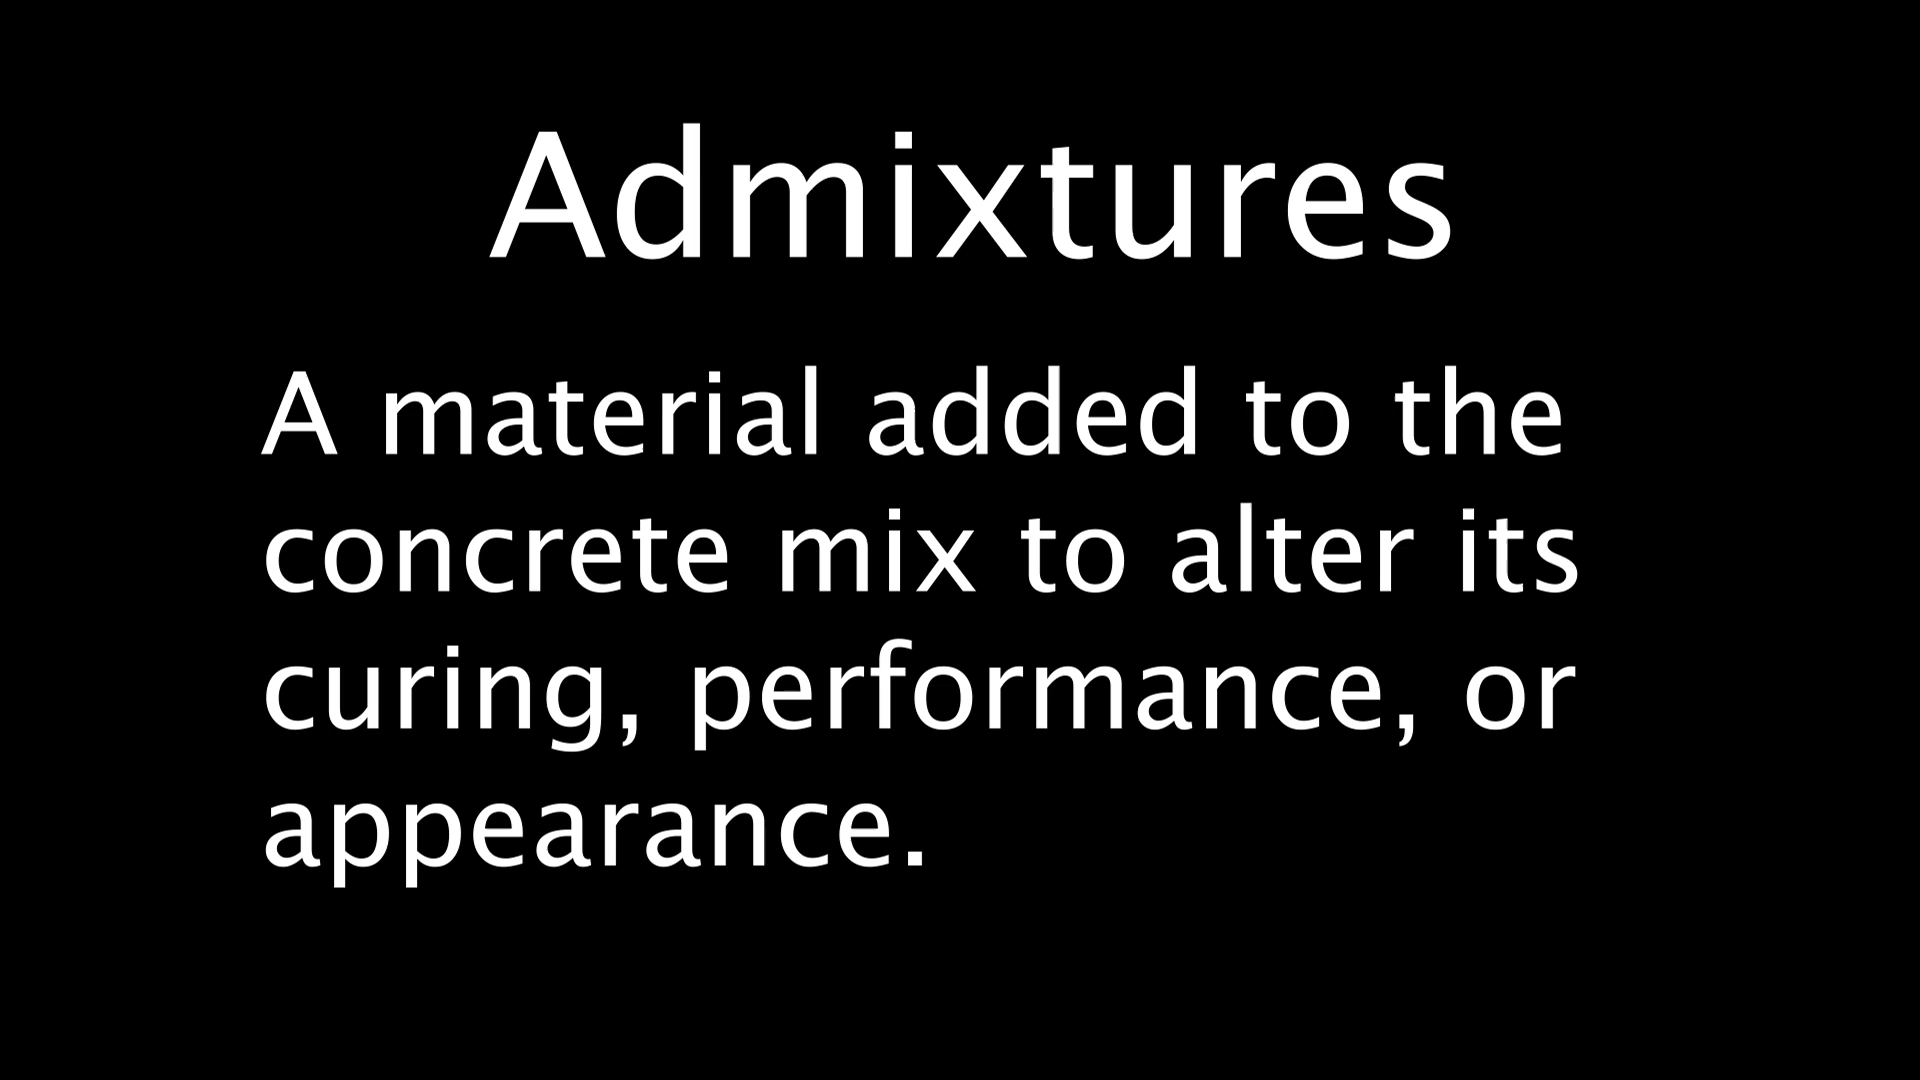 Admixtures
A material added to the
concrete mix to alter its
curing, performance, or
appearance.